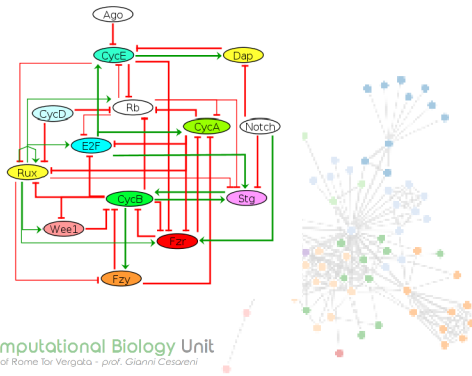 Ago
CycE
Dap
Rb
CycD
CycA
Notch
E2F
Rux
CycB
Stg
Wee1
Fzr
Fzy
mputational Biology Unit
of Rome Tor Vergata - prof. Gianni Cesareni